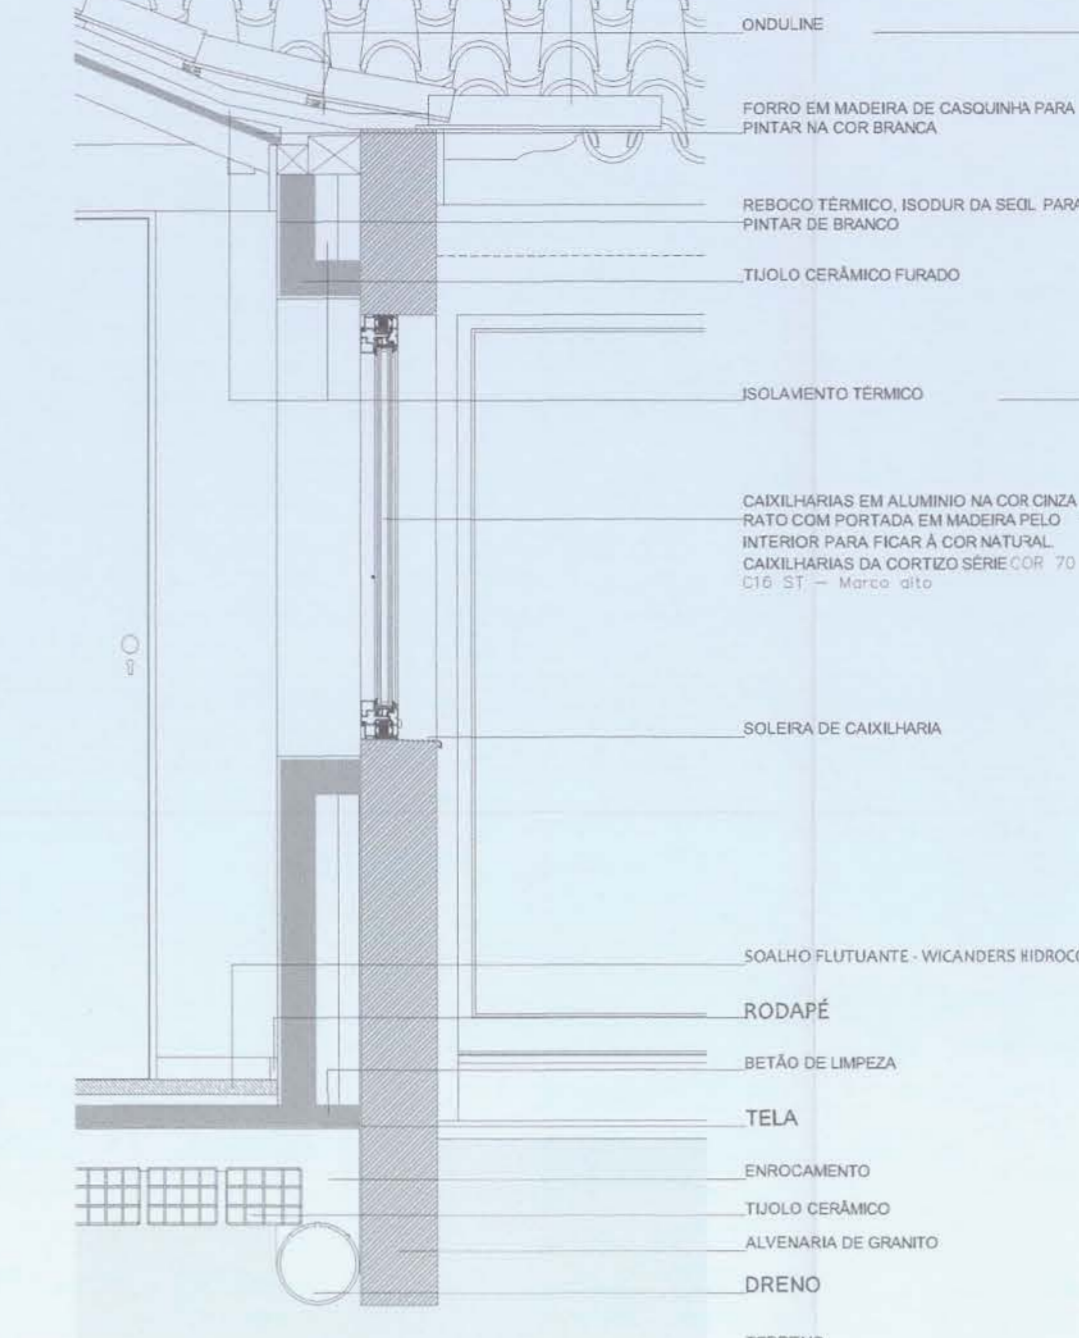 ONDULINE
FORRO EM MADEIRA DE CASQUINHA PARA
PINTAR NA COR BRANCA
REBOCO TÉRMICO, ISODUR DA SECIL PARA
PINTAR DE BRANCO
TIJOLO CERÂMICO FURADO
ISOLAMENTO TÉRMICO
CAIXILHARIAS EM ALUMINIO NA COR CINZA
RATO COM PORTADA EM MADEIRA PELO
INTERIOR PARA FICAR À COR NATURAL.
CAIXILHARIAS DA CORTIZO SÉRIE COR 70
C16 ST - Marco alto
SOLEIRA DE CAIXILHARIA
SOALHO FLUTUANTE - WICANDERS HIDROCO
RODAPÉ
BETÃO DE LIMPEZA
TELA
ENROCAMENTO
TIJOLO CERÂMICO
ALVENARIA DE GRANITO
DRENO